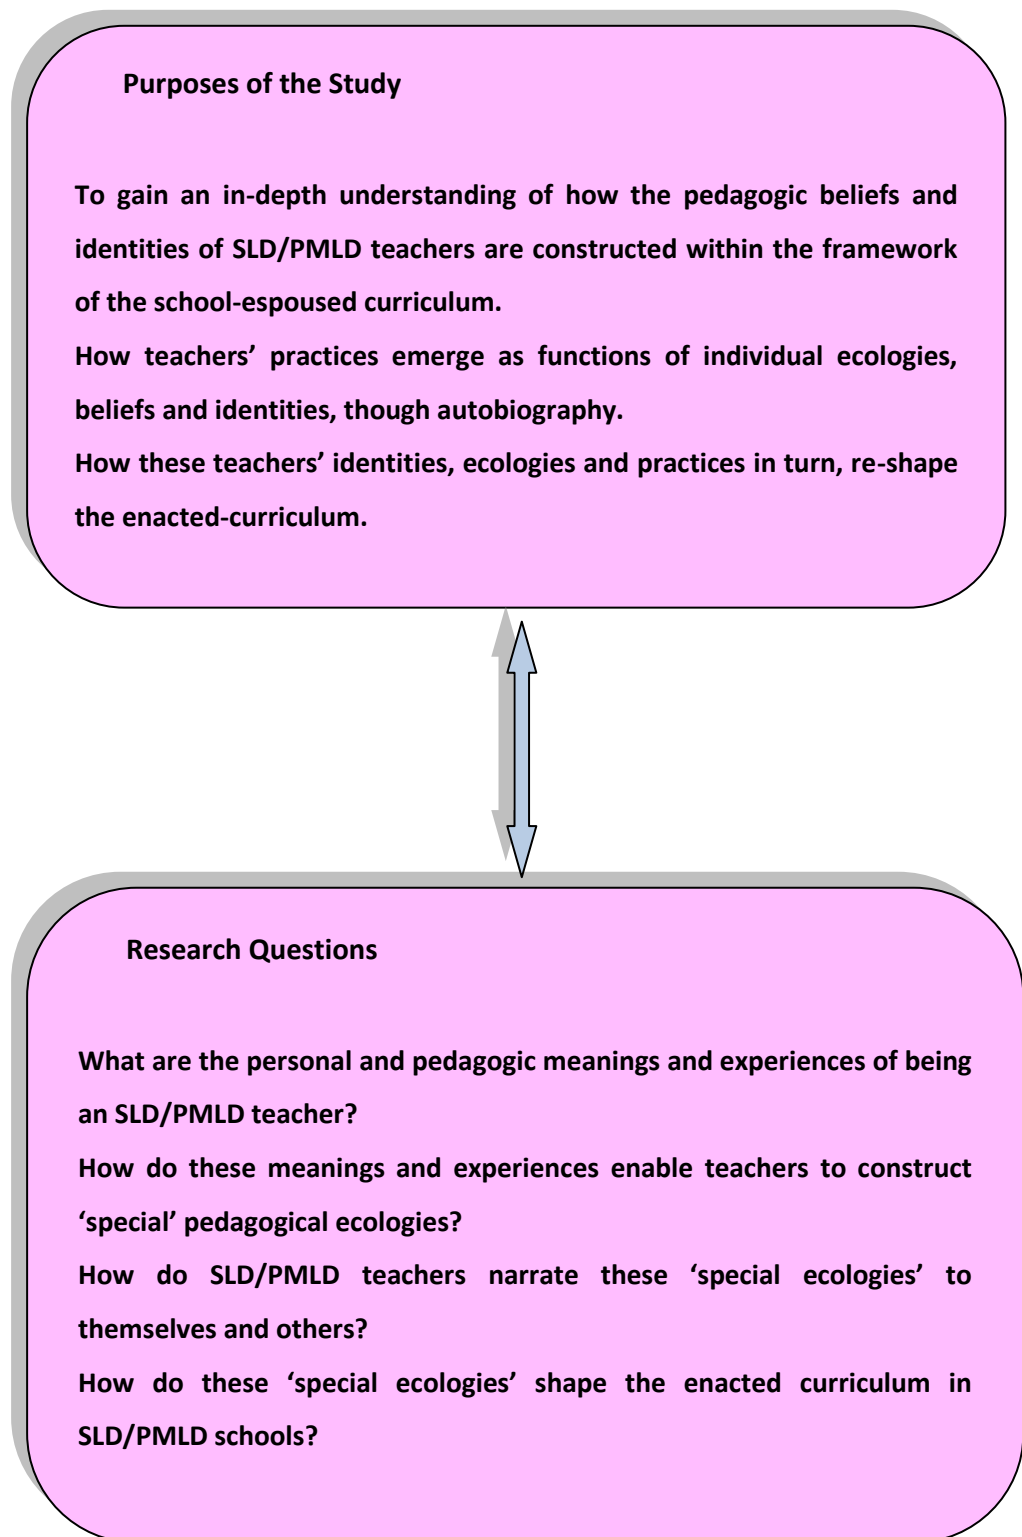 Purposes of the Study
To gain an in-depth understanding of how the pedagogic beliefs and
identities of SLD/PMLD teachers are constructed within the framework
of the school-espoused curriculum.
How teachers’ practices emerge as functions of individual ecologies,
beliefs and identities, though autobiography.
How these teachers’ identities, ecologies and practices in turn, re-shape
the enacted-curriculum.
Research Questions
What are the personal and pedagogic meanings and experiences of being
an SLD/PMLD teacher?
How do these meanings and experiences enable teachers to construct
‘special’ pedagogical ecologies?
How do SLD/PMLD teachers narrate these ‘special ecologies’ to
themselves and others?
How do these ‘special ecologies’ shape the enacted curriculum in
SLD/PMLD schools?